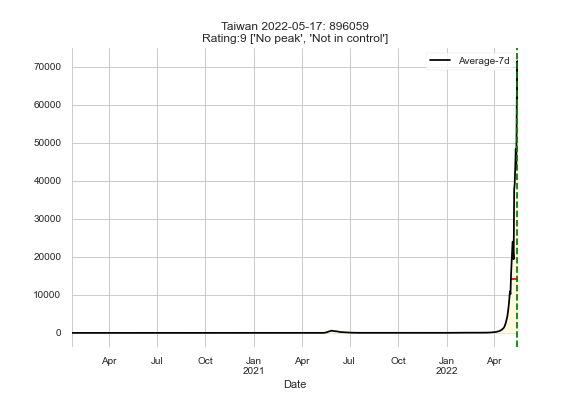 Taiwan 2022-05-17: 896059
Rating:9 ['No peak', 'Not in control']
Average-7d
70000
60000
50000
40000
30000
20000
10000
0
Apr Jul Oct Jan Apr Jul Oct Jan Apr
2021 2022
Date